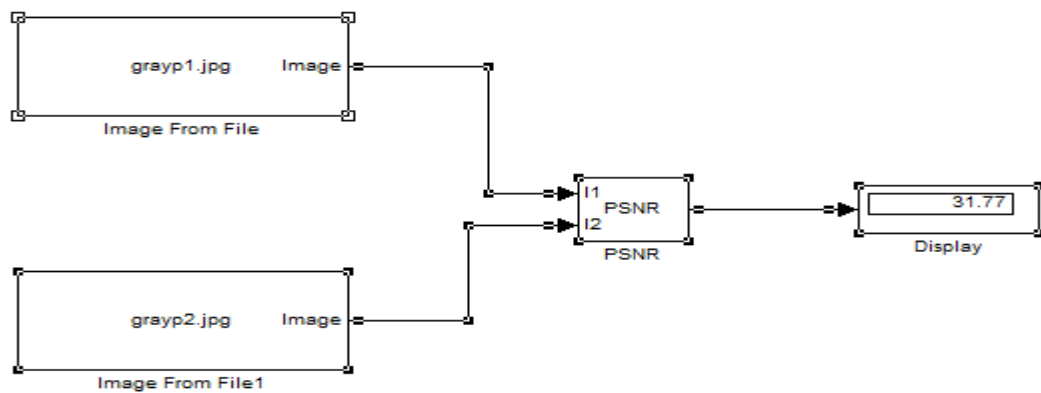 grayp1.jpg Image
Image From File
I1
PSNR
I2
PSNR
31.77
Display
grayp2.jpg Image
Image From File1